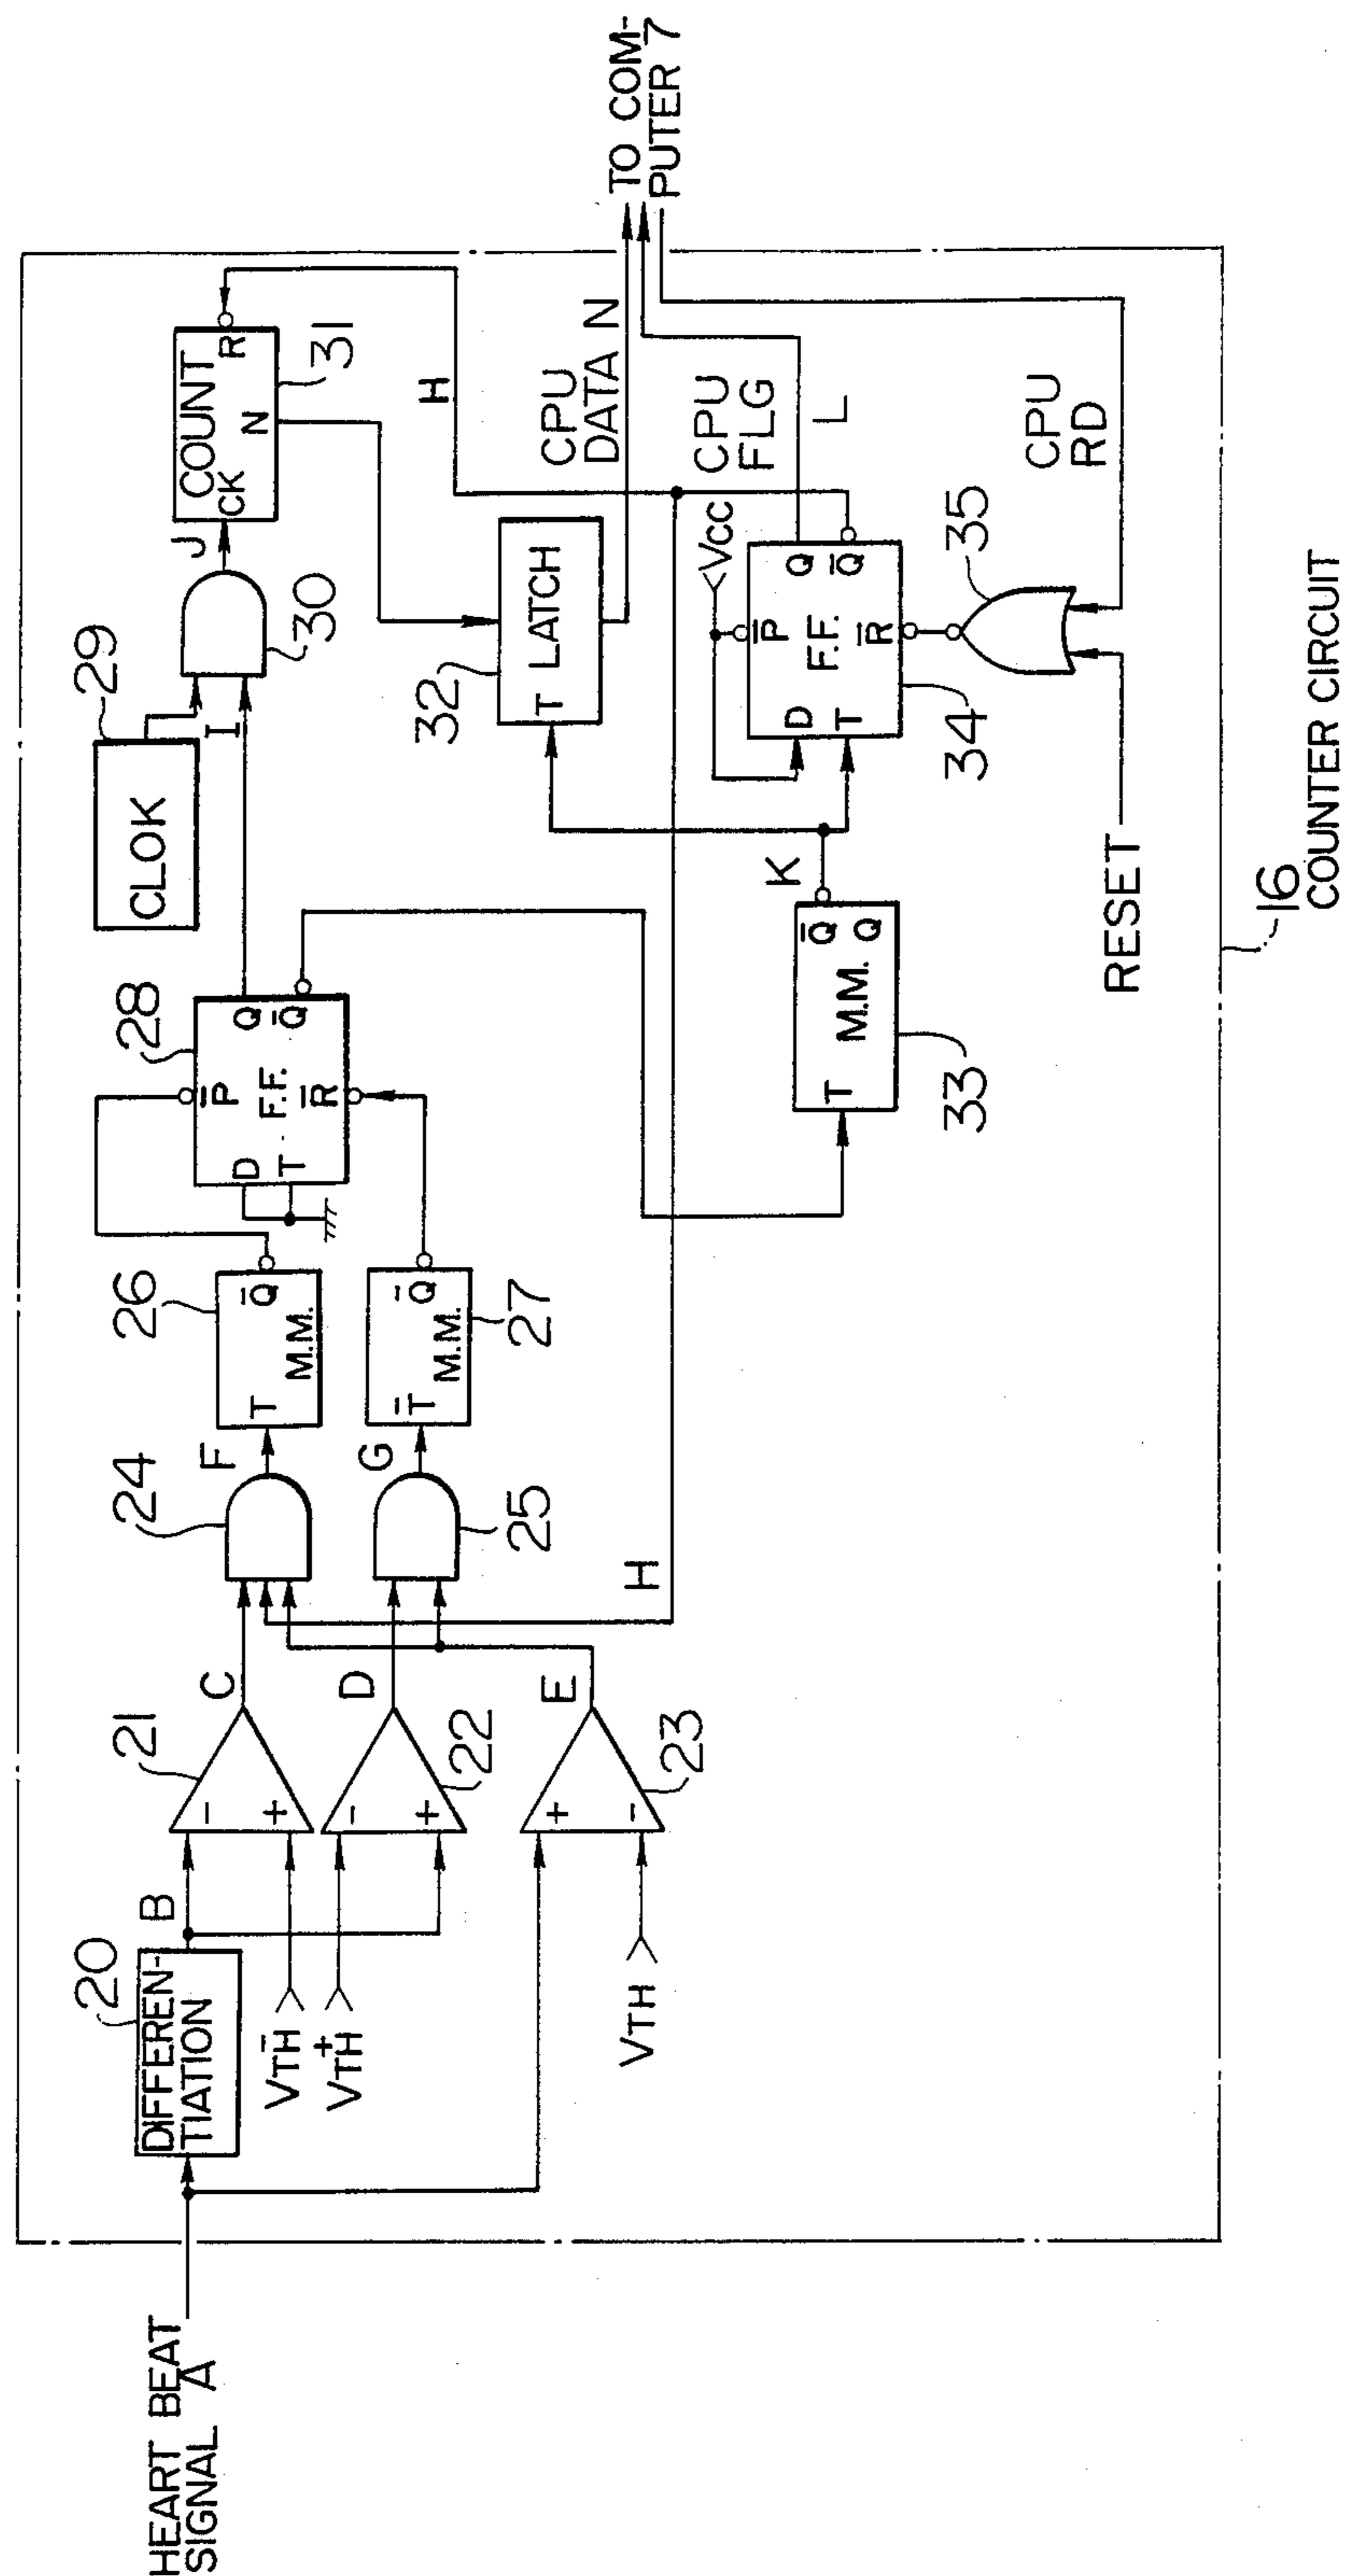 HEART BEAT
SIGNAL A
20
DIFFEREN-
TIATION
B
V̄TH
V⁺TH
VTH
21
-
+
C
22
-
+
D
23
+
-
E
24
F
25
G
H
26
T
Q̄
M.M.
27
T̄
Q̄
M.M.
28
P̄
D
T
F.F.
R̄
Q
Q̄
29
CLOK
I
30
J
COUNT
CK
R
N
31
H
32
T LATCH
CPU
DATA N
TO COM-
PUTER 7
33
T
M.M.
Q̄
Q
K
VCC
P̄
D
T
F.F.
R̄
Q
Q̄
34
CPU
FLG
L
35
CPU
RD
RESET
16
COUNTER CIRCUIT